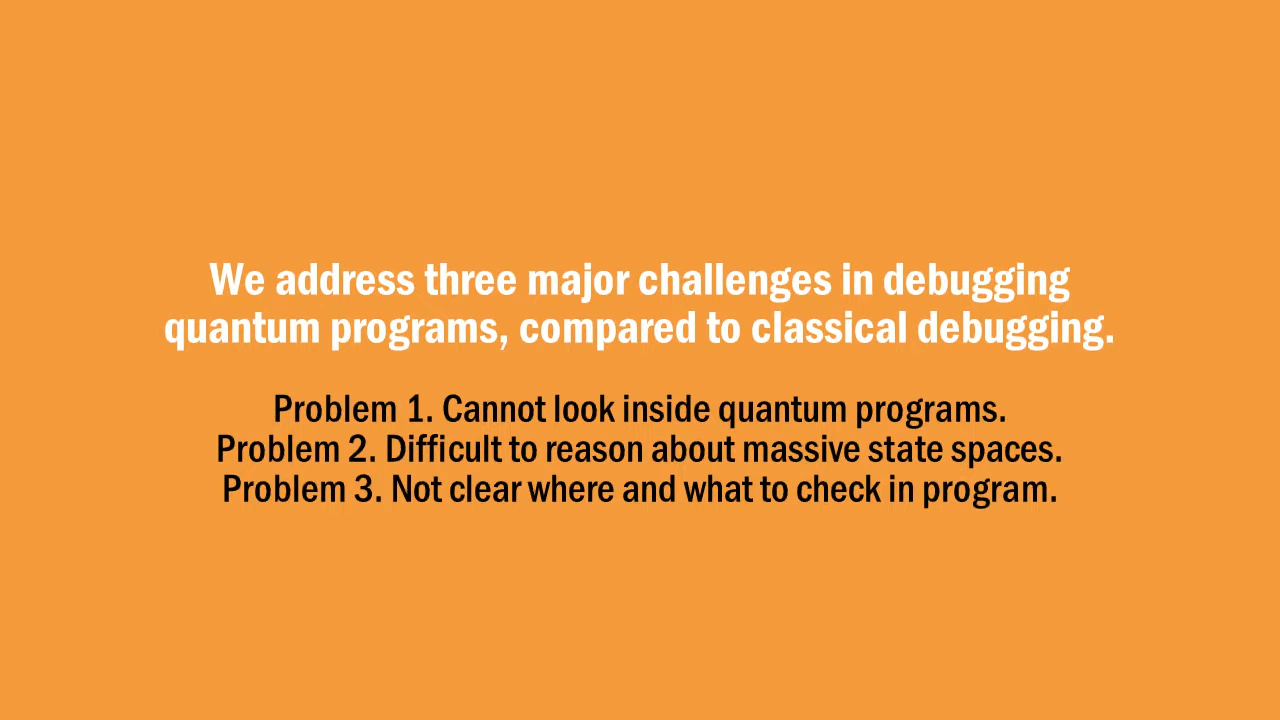 We address three major challenges in debugging
quantum programs, compared to classical debugging.
Problem 1. Cannot look inside quantum programs.
Problem 2. Difficult to reason about massive state spaces.
Problem 3. Not clear where and what to check in program.